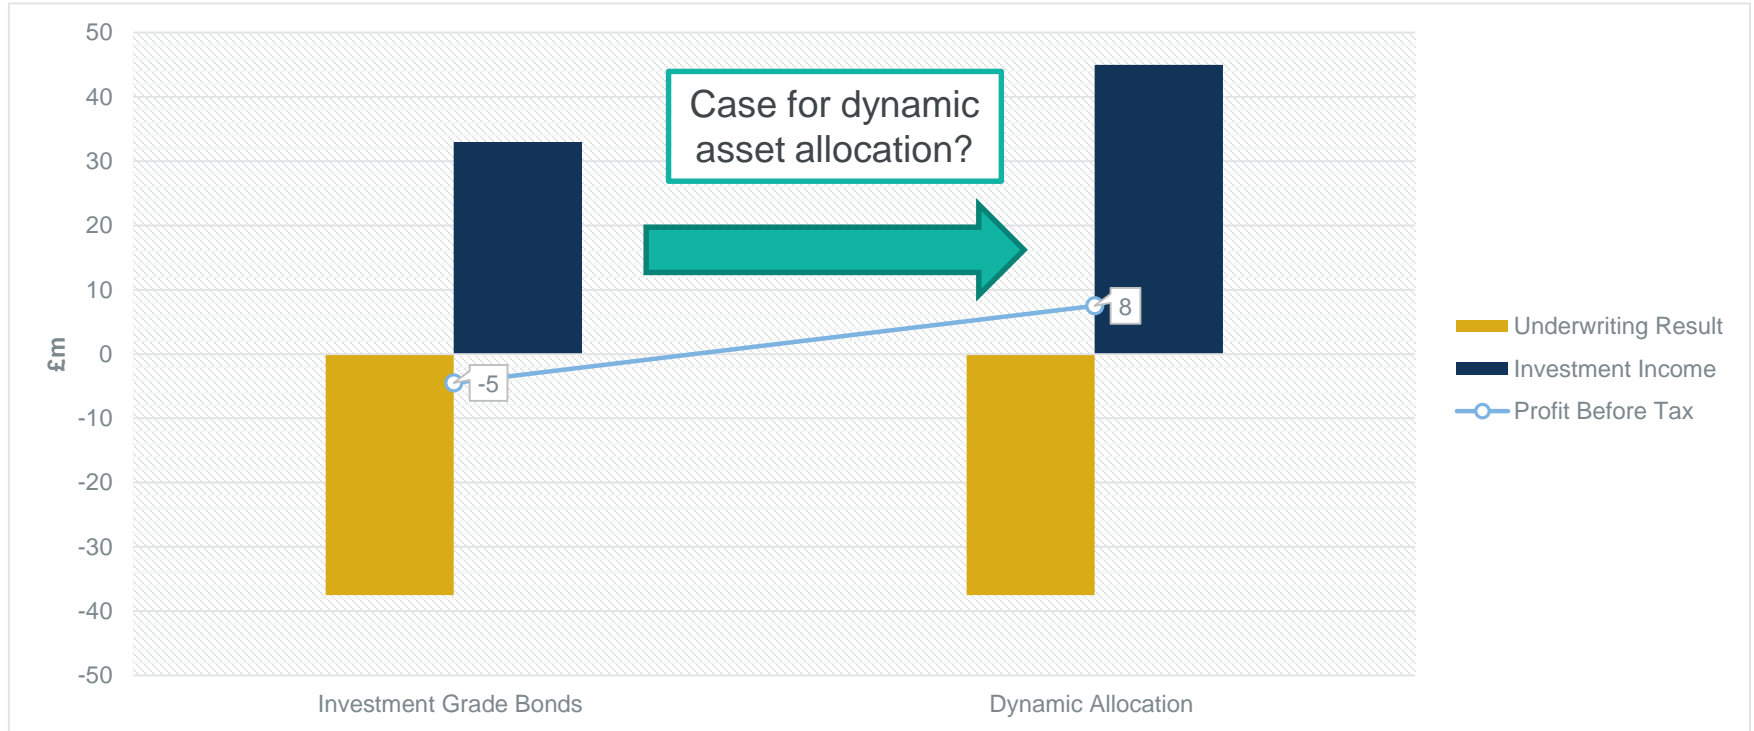 50
40
30
20
10
0
-10
-20
-30
-40
-50
£m
Case for dynamic
asset allocation?
-5
8
Investment Grade Bonds
Dynamic Allocation
Underwriting Result
Investment Income
Profit Before Tax